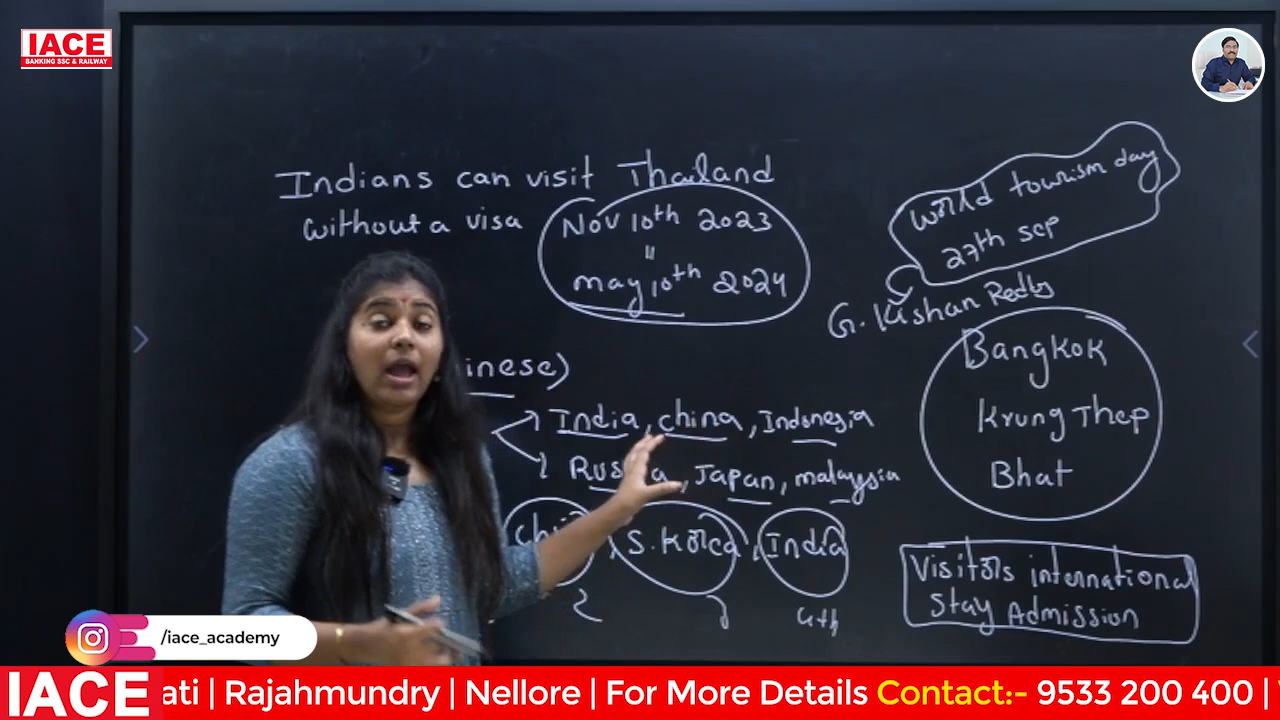 IACE
BANKING SSC & RAILWAY
Indians can visit Thailand
without a visa
Nov 10th 2023
may 10th 2024
World tourism day
27th sep
G. Kishan Reddy
inese)
India, china, Indonesia
Russia, Japan, malaysia
chi, S. Korea, India
4th
Bangkok
Krung Thep
Bhat
Visitors international
Stay Admission
/iace_academy
IACE
ati | Rajahmundry | Nellore | For More Details Contact:- 9533 200 400 |